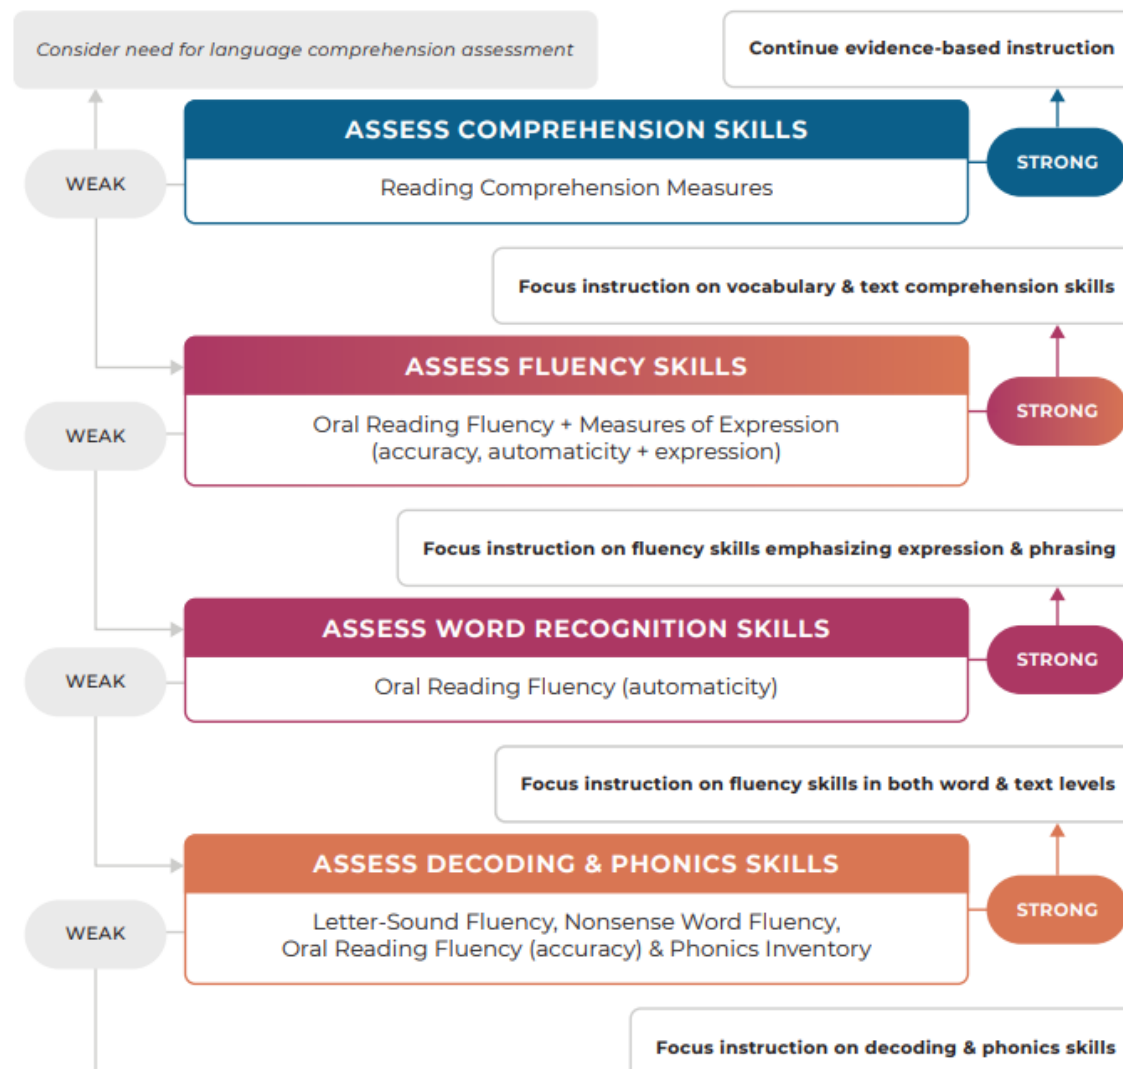 Consider need for language comprehension assessment
Continue evidence-based instruction
ASSESS COMPREHENSION SKILLS
WEAK
Reading Comprehension Measures
STRONG
Focus instruction on vocabulary & text comprehension skills
ASSESS FLUENCY SKILLS
WEAK
Oral Reading Fluency + Measures of Expression
(accuracy, automaticity + expression)
STRONG
Focus instruction on fluency skills emphasizing expression & phrasing
ASSESS WORD RECOGNITION SKILLS
WEAK
Oral Reading Fluency (automaticity)
STRONG
Focus instruction on fluency skills in both word & text levels
ASSESS DECODING & PHONICS SKILLS
WEAK
Letter-Sound Fluency, Nonsense Word Fluency,
Oral Reading Fluency (accuracy) & Phonics Inventory
STRONG
Focus instruction on decoding & phonics skills